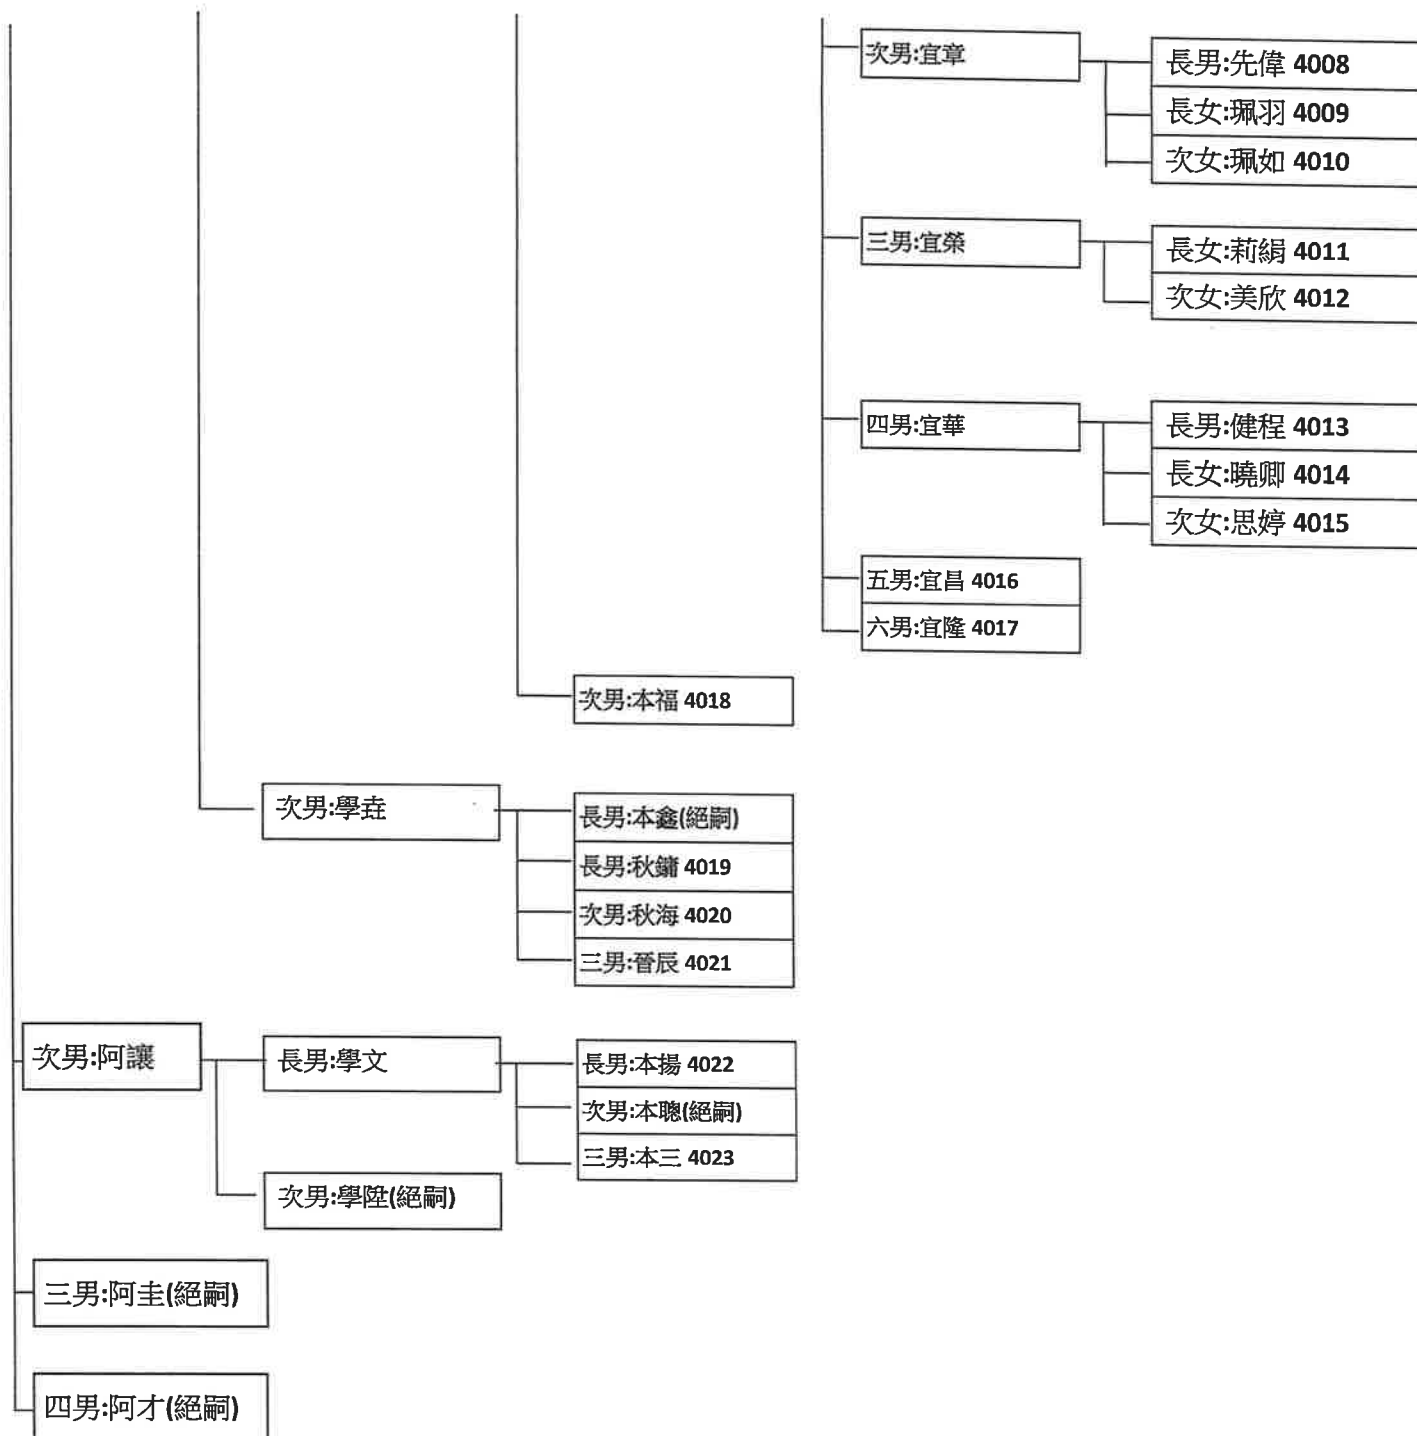 次男:宜章
長男:先偉 4008
長女:珮羽 4009
次女:珮如 4010
三男:宜榮
長女:莉絹 4011
次女:美欣 4012
四男:宜華
長男:健程 4013
長女:曉卿 4014
次女:思婷 4015
五男:宜昌 4016
六男:宜隆 4017
次男:本福 4018
次男:學垚
長男:本鑫(絕嗣)
長男:秋鏞 4019
次男:秋海 4020
三男:晉辰 4021
次男:阿讓
長男:學文
長男:本揚 4022
次男:本聰(絕嗣)
三男:本三 4023
次男:學陞(絕嗣)
三男:阿圭(絕嗣)
四男:阿才(絕嗣)